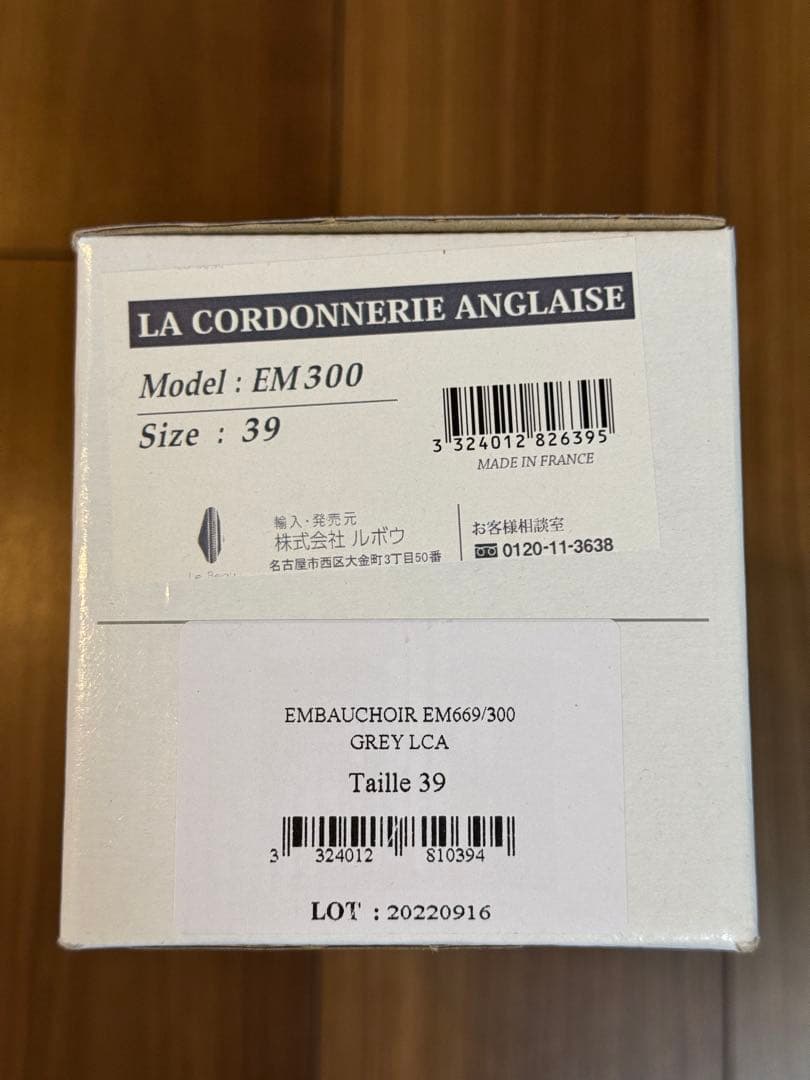 LA CORDONNERIE ANGLAISE
Model : EM 300
Size : 39
3 324012 826395
MADE IN FRANCE
輸入・発売元
株式会社 ルボウ
名古屋市西区大金町3丁目50番
お客様相談室
0120-11-3638
EMBAUCHOIR EM669/300
GREY LCA
Taille 39
3 324012 810394
LOT : 20220916